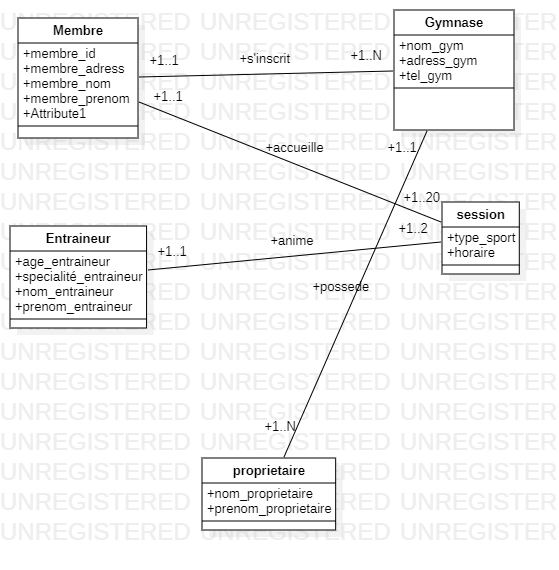 Membre
+membre_id
+membre_adress
+membre_nom
+membre_prenom
+Attribute1
+1..1
+s'inscrit
+1..N
Gymnase
+nom_gym
+adress_gym
+tel_gym
+1..1
+accueille
+1..1
+1..20
+1..2
session
+type_sport
+horaire
Entraineur
+age_entraineur
+specialité_entraineur
+nom_entraineur
+prenom_entraineur
+1..1
+anime
+possede
+1..N
proprietaire
+nom_proprietaire
+prenom_proprietaire
UNREGISTERED